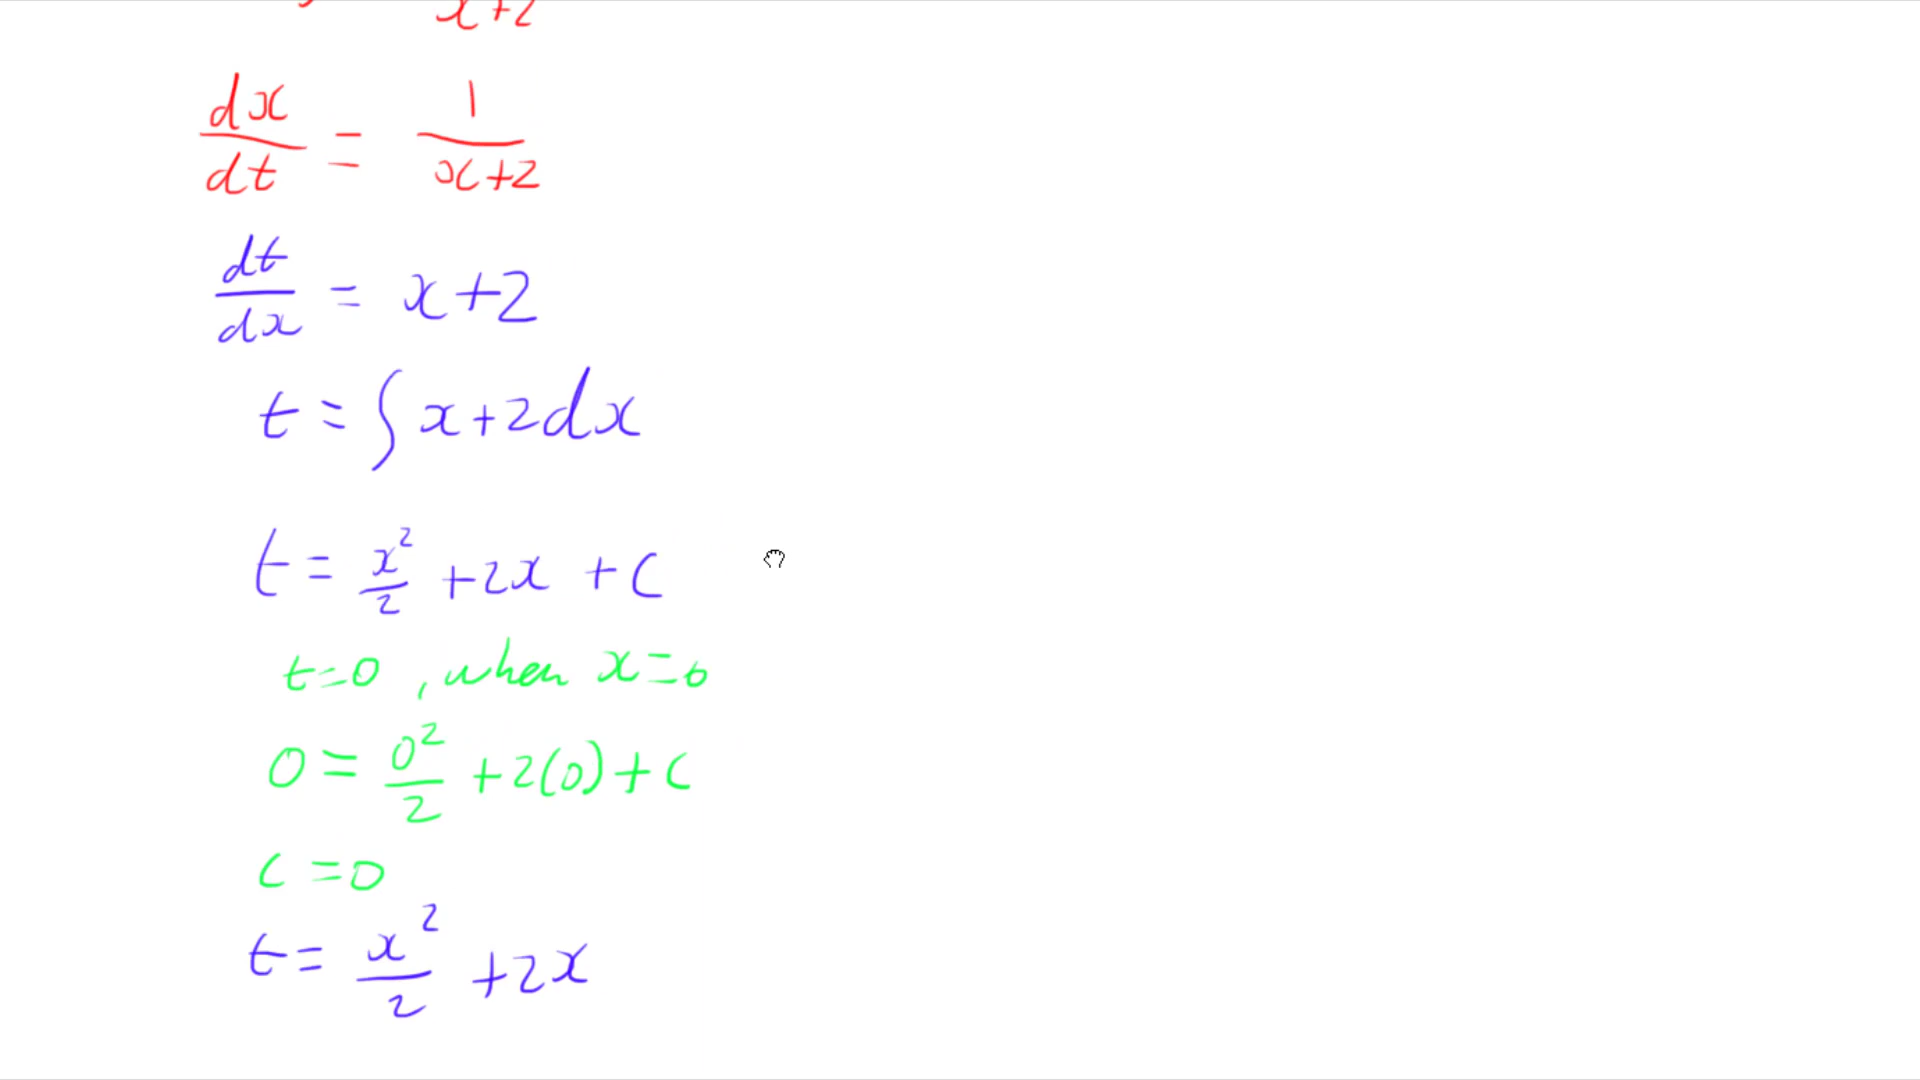 x+2
dx/dt = 1/x+2
dt/dx = x+2
t = ∫ x+2 dx
t = x²/2 + 2x + c
t=0 , when x=0
0 = 0²/2 + 2(0) + c
c = 0
t = x²/2 + 2x